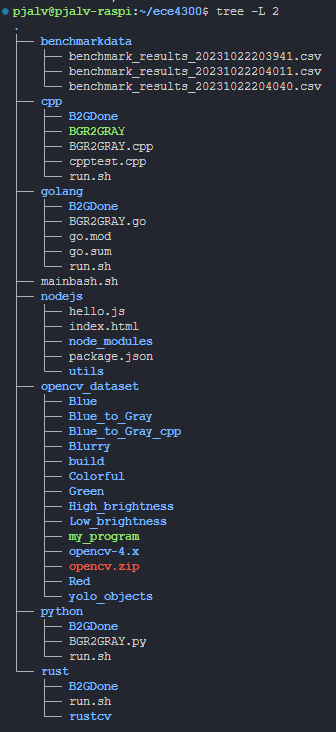 pjalv@pjalv-raspi:~/ece4300$ tree -L 2
.
├── benchmarkdata
│   ├── benchmark_results_20231022203941.csv
│   ├── benchmark_results_20231022204011.csv
│   └── benchmark_results_20231022204040.csv
├── cpp
│   ├── B2GDone
│   ├── BGR2GRAY
│   ├── BGR2GRAY.cpp
│   ├── cpptest.cpp
│   └── run.sh
├── golang
│   ├── B2GDone
│   ├── BGR2GRAY.go
│   ├── go.mod
│   ├── go.sum
│   └── run.sh
├── mainbash.sh
├── nodejs
│   ├── hello.js
│   ├── index.html
│   ├── node_modules
│   ├── package.json
│   └── utils
├── opencv_dataset
│   ├── Blue
│   ├── Blue_to_Gray
│   ├── Blue_to_Gray_cpp
│   ├── Blurry
│   ├── build
│   ├── Colorful
│   ├── Green
│   ├── High_brightness
│   ├── Low_brightness
│   ├── my_program
│   ├── opencv-4.x
│   ├── opencv.zip
│   ├── Red
│   └── yolo_objects
├── python
│   ├── B2GDone
│   ├── BGR2GRAY.py
│   └── run.sh
└── rust
    ├── B2GDone
    ├── run.sh
    └── rustcv